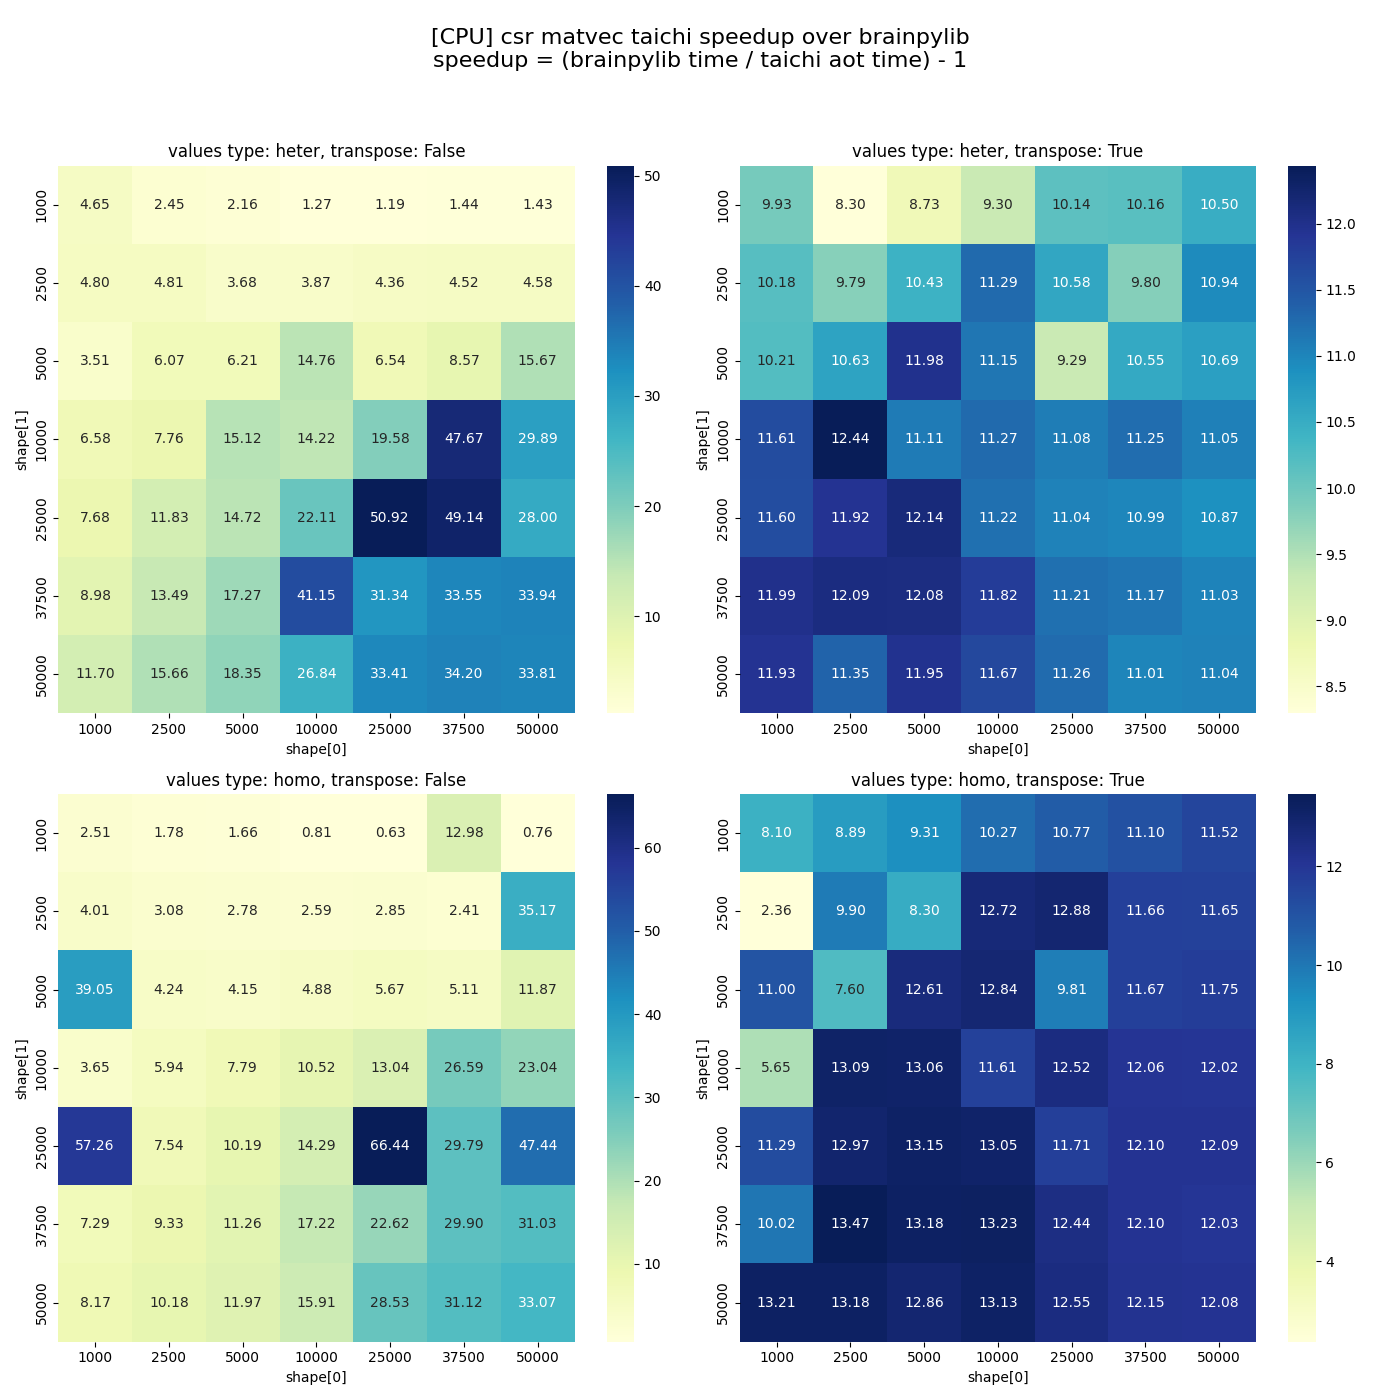 [CPU] csr matvec taichi speedup over brainpylib
speedup = (brainpylib time / taichi aot time) - 1
values type: heter, transpose: False
1000 4.65 2.45 2.16 1.27 1.19 1.44 1.43
2500 4.80 4.81 3.68 3.87 4.36 4.52 4.58
5000 3.51 6.07 6.21 14.76 6.54 8.57 15.67
10000 6.58 7.76 15.12 14.22 19.58 47.67 29.89
25000 7.68 11.83 14.72 22.11 50.92 49.14 28.00
37500 8.98 13.49 17.27 41.15 31.34 33.55 33.94
50000 11.70 15.66 18.35 26.84 33.41 34.20 33.81
shape[1]
1000 2500 5000 10000 25000 37500 50000
shape[0]
50
40
30
20
10
values type: heter, transpose: True
1000 9.93 8.30 8.73 9.30 10.14 10.16 10.50
2500 10.18 9.79 10.43 11.29 10.58 9.80 10.94
5000 10.21 10.63 11.98 11.15 9.29 10.55 10.69
10000 11.61 12.44 11.11 11.27 11.08 11.25 11.05
25000 11.60 11.92 12.14 11.22 11.04 10.99 10.87
37500 11.99 12.09 12.08 11.82 11.21 11.17 11.03
50000 11.93 11.35 11.95 11.67 11.26 11.01 11.04
shape[1]
1000 2500 5000 10000 25000 37500 50000
shape[0]
12.0
11.5
11.0
10.5
10.0
9.5
9.0
8.5
values type: homo, transpose: False
1000 2.51 1.78 1.66 0.81 0.63 12.98 0.76
2500 4.01 3.08 2.78 2.59 2.85 2.41 35.17
5000 39.05 4.24 4.15 4.88 5.67 5.11 11.87
10000 3.65 5.94 7.79 10.52 13.04 26.59 23.04
25000 57.26 7.54 10.19 14.29 66.44 29.79 47.44
37500 7.29 9.33 11.26 17.22 22.62 29.90 31.03
50000 8.17 10.18 11.97 15.91 28.53 31.12 33.07
shape[1]
1000 2500 5000 10000 25000 37500 50000
shape[0]
60
50
40
30
20
10
values type: homo, transpose: True
1000 8.10 8.89 9.31 10.27 10.77 11.10 11.52
2500 2.36 9.90 8.30 12.72 12.88 11.66 11.65
5000 11.00 7.60 12.61 12.84 9.81 11.67 11.75
10000 5.65 13.09 13.06 11.61 12.52 12.06 12.02
25000 11.29 12.97 13.15 13.05 11.71 12.10 12.09
37500 10.02 13.47 13.18 13.23 12.44 12.10 12.03
50000 13.21 13.18 12.86 13.13 12.55 12.15 12.08
shape[1]
1000 2500 5000 10000 25000 37500 50000
shape[0]
12
10
8
6
4